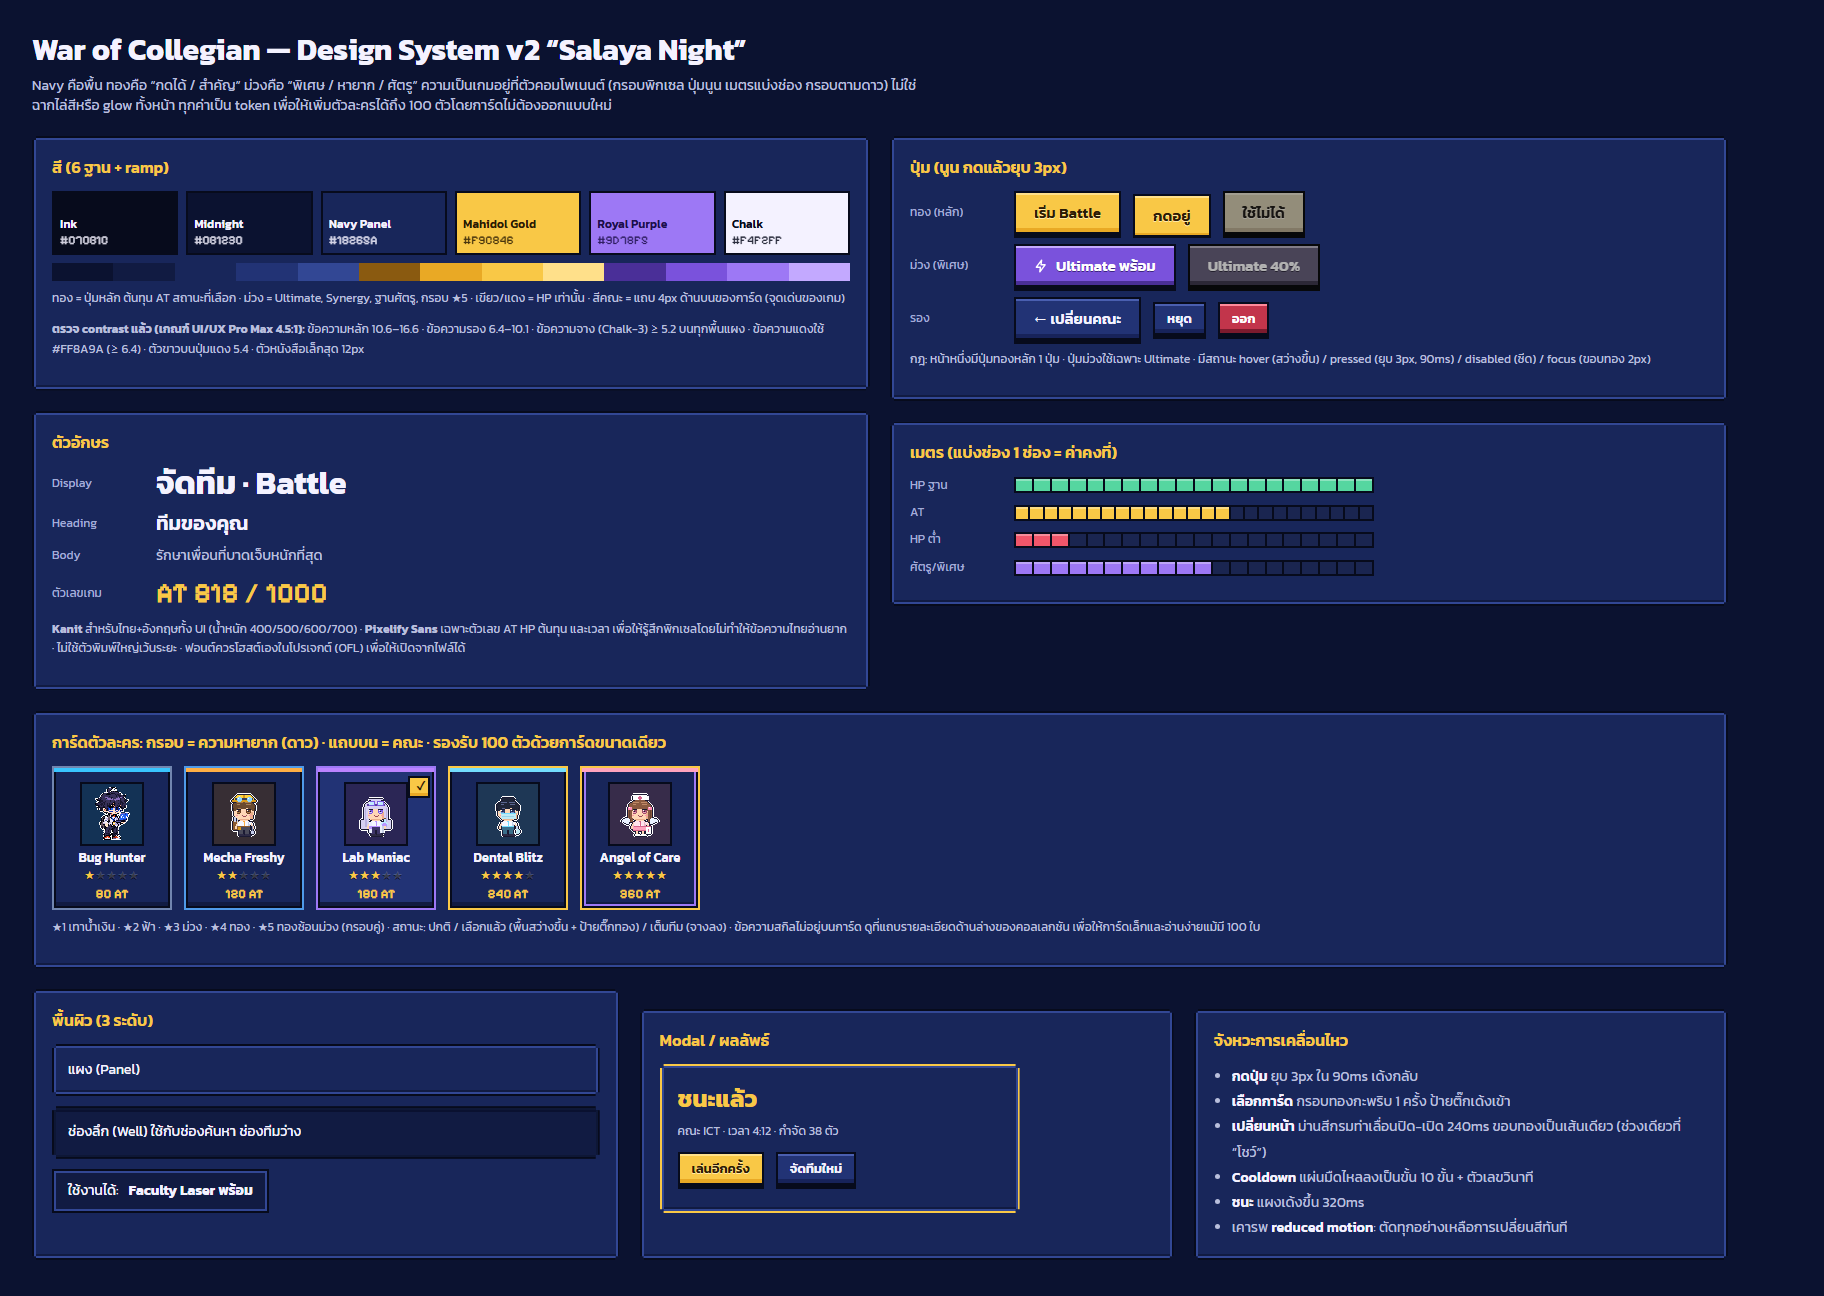 War of Collegian — Design System v2 “Salaya Night”
Navy คือพื้น ทองคือ “กดได้ / สำคัญ” ม่วงคือ “พิเศษ / หายาก / ศัตรู” ความเป็นเกมอยู่ที่ตัวคอมโพเนนต์ (กรอบพิกเซล ปุ่มนูน เมตรแบ่งช่อง กรอบตามดาว) ไม่ใช่
ฉากไล่สีหรือ glow ทั้งหน้า ทุกค่าเป็น token เพื่อให้เพิ่มตัวละครได้ถึง 100 ตัวโดยการ์ดไม่ต้องออกแบบใหม่
สี (6 ฐาน + ramp)
Ink
#070810
Midnight
#081230
Navy Panel
#18265A
Mahidol Gold
#F9C846
Royal Purple
#9D78F5
Chalk
#F4F2FF
ทอง = ปุ่มหลัก ต้นทุน AT สถานะที่เลือก · ม่วง = Ultimate, Synergy, ฐานศัตรู, กรอบ ★5 · เขียว/แดง = HP เท่านั้น · สีคณะ = แถบ 4px ด้านบนของการ์ด (จุดเด่นของเกม)
ตรวจ contrast แล้ว (เกณฑ์ UI/UX Pro Max 4.5:1): ข้อความหลัก 10.6–16.6 · ข้อความรอง 6.4–10.1 · ข้อความจาง (Chalk-3) ≥ 5.2 บนทุกพื้นแผง · ข้อความแดงใช้
#FF8A9A (≥ 6.4) · ตัวขาวบนปุ่มแดง 5.4 · ตัวหนังสือเล็กสุด 12px
ปุ่ม (นูน กดแล้วยุบ 3px)
ทอง (หลัก)
เริ่ม Battle
กดอยู่
ใช้ไม่ได้
ม่วง (พิเศษ)
Ultimate พร้อม
Ultimate 40%
รอง
← เปลี่ยนคณะ
หยุด
ออก
กฎ: หน้าหนึ่งมีปุ่มทองหลัก 1 ปุ่ม · ปุ่มม่วงใช้เฉพาะ Ultimate · มีสถานะ hover (สว่างขึ้น) / pressed (ยุบ 3px, 90ms) / disabled (ซีด) / focus (ขอบทอง 2px)
ตัวอักษร
Display
จัดทีม · Battle
Heading
ทีมของคุณ
Body
รักษาเพื่อนที่บาดเจ็บหนักที่สุด
ตัวเลขเกม
AT 818 / 1000
Kanit สำหรับไทย+อังกฤษทั้ง UI (น้ำหนัก 400/500/600/700) · Pixelify Sans เฉพาะตัวเลข AT HP ต้นทุน และเวลา เพื่อให้รู้สึกพิกเซลโดยไม่ทำให้ข้อความไทยอ่านยาก
· ไม่ใช้ตัวพิมพ์ใหญ่เว้นระยะ · ฟอนต์ควรโฮสต์เองในโปรเจกต์ (OFL) เพื่อให้เปิดจากไฟล์ได้
เมตร (แบ่งช่อง 1 ช่อง = ค่าคงที่)
HP ฐาน
AT
HP ต่ำ
ศัตรู/พิเศษ
การ์ดตัวละคร: กรอบ = ความหายาก (ดาว) · แถบบน = คณะ · รองรับ 100 ตัวด้วยการ์ดขนาดเดียว
✓
Bug Hunter
★★★★★
80 AT
Mecha Freshy
★★★★★
180 AT
Lab Maniac
★★★★★
180 AT
Dental Blitz
★★★★★
240 AT
Angel of Care
★★★★★
360 AT
★1 เทาน้ำเงิน · ★2 ฟ้า · ★3 ม่วง · ★4 ทอง · ★5 ทองซ้อนม่วง (กรอบคู่) · สถานะ: ปกติ / เลือกแล้ว (พื้นสว่างขึ้น + ป้ายติ๊กทอง) / เต็มทีม (จางลง) · ข้อความสกิลไม่อยู่บนการ์ด ดูที่แถบรายละเอียดด้านล่างของคอลเลกชัน เพื่อให้การ์ดเล็กและอ่านง่ายแม้มี 100 ใบ
พื้นผิว (3 ระดับ)
แผง (Panel)
ช่องลึก (Well) ใช้กับช่องค้นหา ช่องทีมว่าง
ใช้งานได้: Faculty Laser พร้อม
Modal / ผลลัพธ์
ชนะแล้ว
คณะ ICT · เวลา 4:12 · กำจัด 38 ตัว
เล่นอีกครั้ง
จัดทีมใหม่
จังหวะการเคลื่อนไหว
• กดปุ่ม ยุบ 3px ใน 90ms เด้งกลับ
• เลือกการ์ด กรอบทองกะพริบ 1 ครั้ง ป้ายติ๊กเด้งเข้า
• เปลี่ยนหน้า ม่านสีกรมท่าเลื่อนปิด-เปิด 240ms ขอบทองเป็นเส้นเดียว (ช่วงเดียวที่
“โชว์”)
• Cooldown แผ่นมืดไหลลงเป็นขั้น 10 ขั้น + ตัวเลขวินาที
• ชนะ แผงเด้งขึ้น 320ms
• เคารพ reduced motion: ตัดทุกอย่างเหลือการเปลี่ยนสีทันที